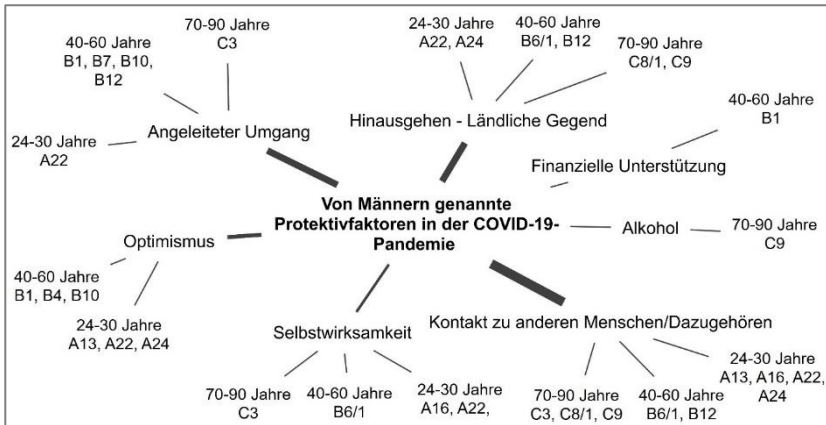 70-90 Jahre
C3
40-60 Jahre
B1, B7, B10,
B12
24-30 Jahre
A22
Angeleiteter Umgang
24-30 Jahre
A22, A24
40-60 Jahre
B6/1, B12
70-90 Jahre
C8/1, C9
Hinausgehen - Ländliche Gegend
40-60 Jahre
B1
Finanzielle Unterstützung
Von Männern genannte
Protektivfaktoren in der COVID-19-
Pandemie
Alkohol
70-90 Jahre
C9
Optimismus
40-60 Jahre
B1, B4, B10
24-30 Jahre
A13, A22, A24
Selbstwirksamkeit
70-90 Jahre
C3
40-60 Jahre
B6/1
24-30 Jahre
A16, A22,
Kontakt zu anderen Menschen/Dazugehören
70-90 Jahre
C3, C8/1, C9
40-60 Jahre
B6/1, B12
24-30 Jahre
A13, A16, A22,
A24